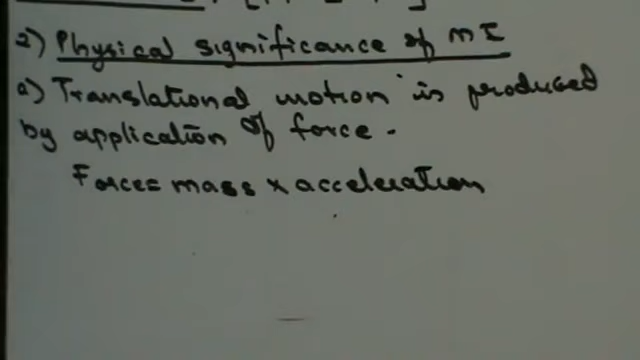 2) Physical significance of MI
a) Translational motion is produced
by application of force.
Force = mass x acceleration